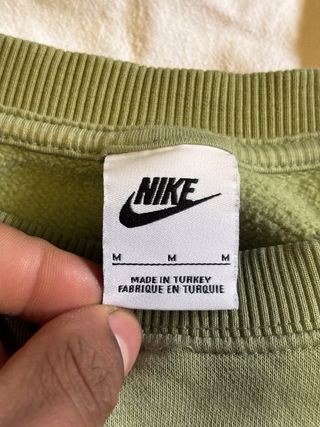 NIKE
M M M
MADE IN TURKEY
FABRIQUE EN TURQUIE